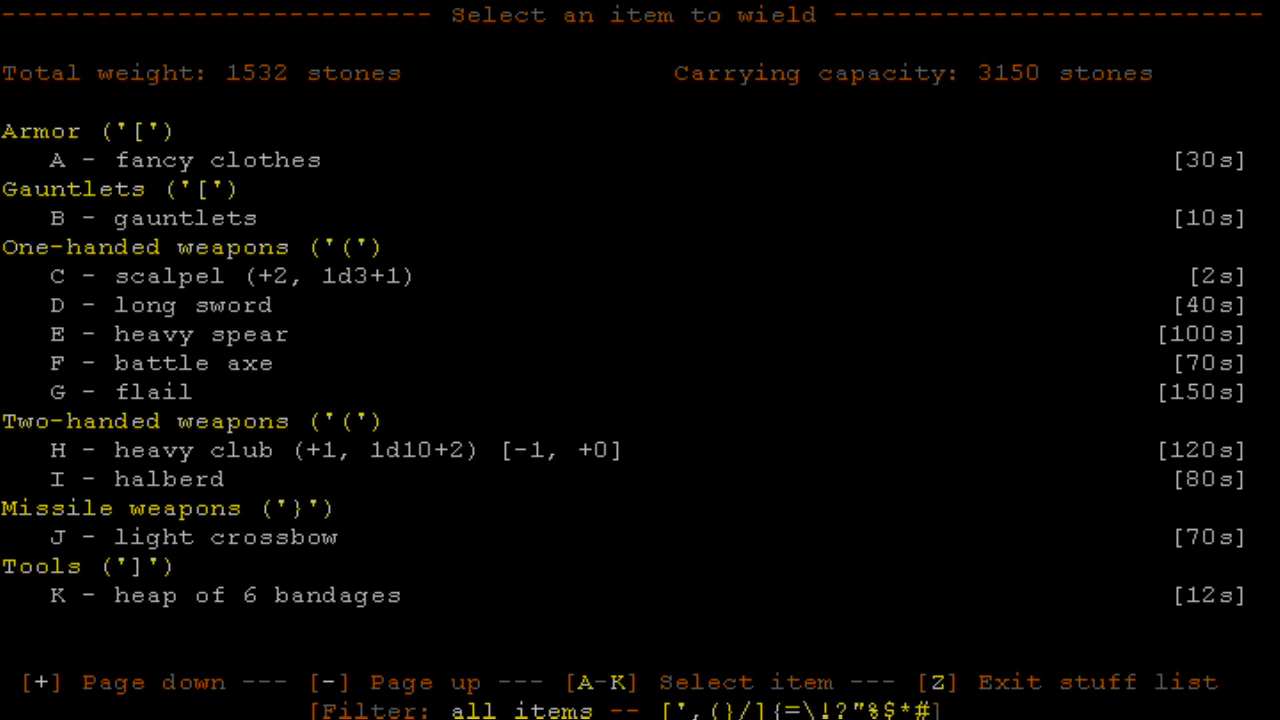 --------------------------- Select an item to wield ---------------------------
Total weight: 1532 stones Carrying capacity: 3150 stones
Armor ('[')
A - fancy clothes [30s]
Gauntlets ('[')
B - gauntlets [10s]
One-handed weapons ('(')
C - scalpel (+2, 1d3+1) [2s]
D - long sword [40s]
E - heavy spear [100s]
F - battle axe [70s]
G - flail [150s]
Two-handed weapons ('(')
H - heavy club (+1, 1d10+2) [-1, +0] [120s]
I - halberd [80s]
Missile weapons ('}')
J - light crossbow [70s]
Tools (']')
K - heap of 6 bandages [12s]
[+] Page down --- [-] Page up --- [A-K] Select item --- [Z] Exit stuff list
[Filter: all items -- [',(}/]{=\!?"%$*#]